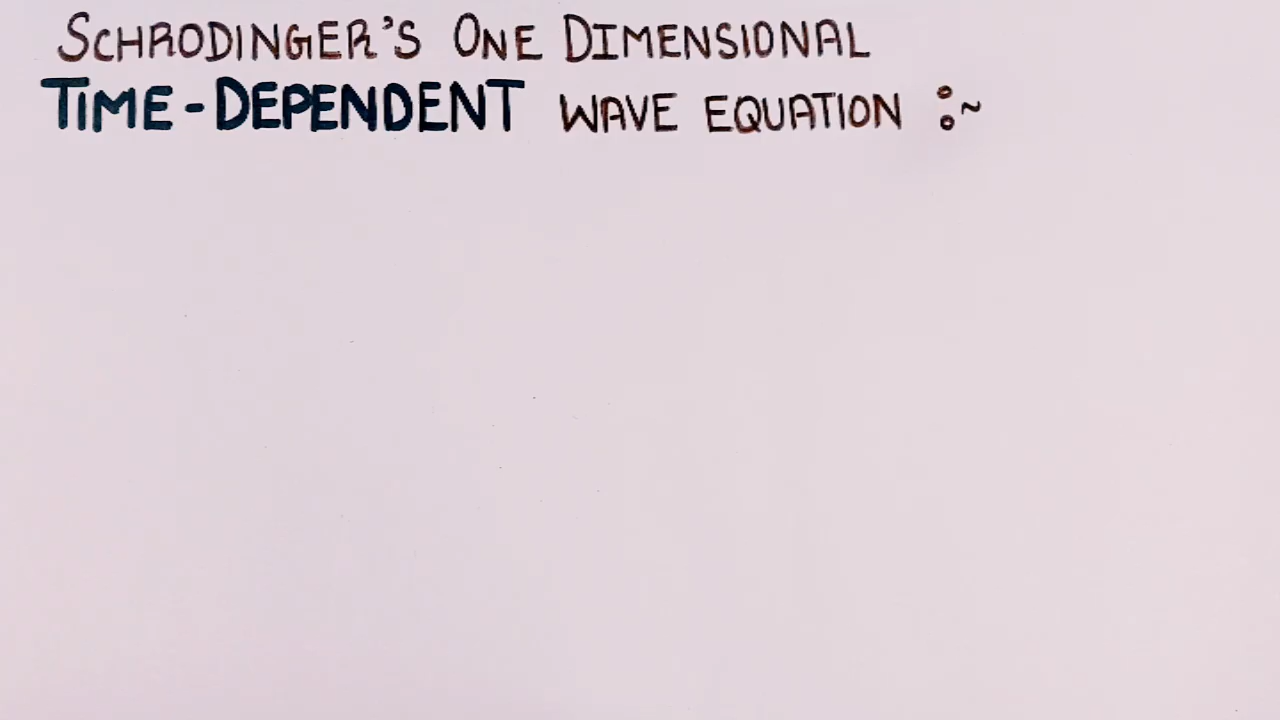 SCHRODINGER'S ONE DIMENSIONAL
TIME-DEPENDENT WAVE EQUATION :~